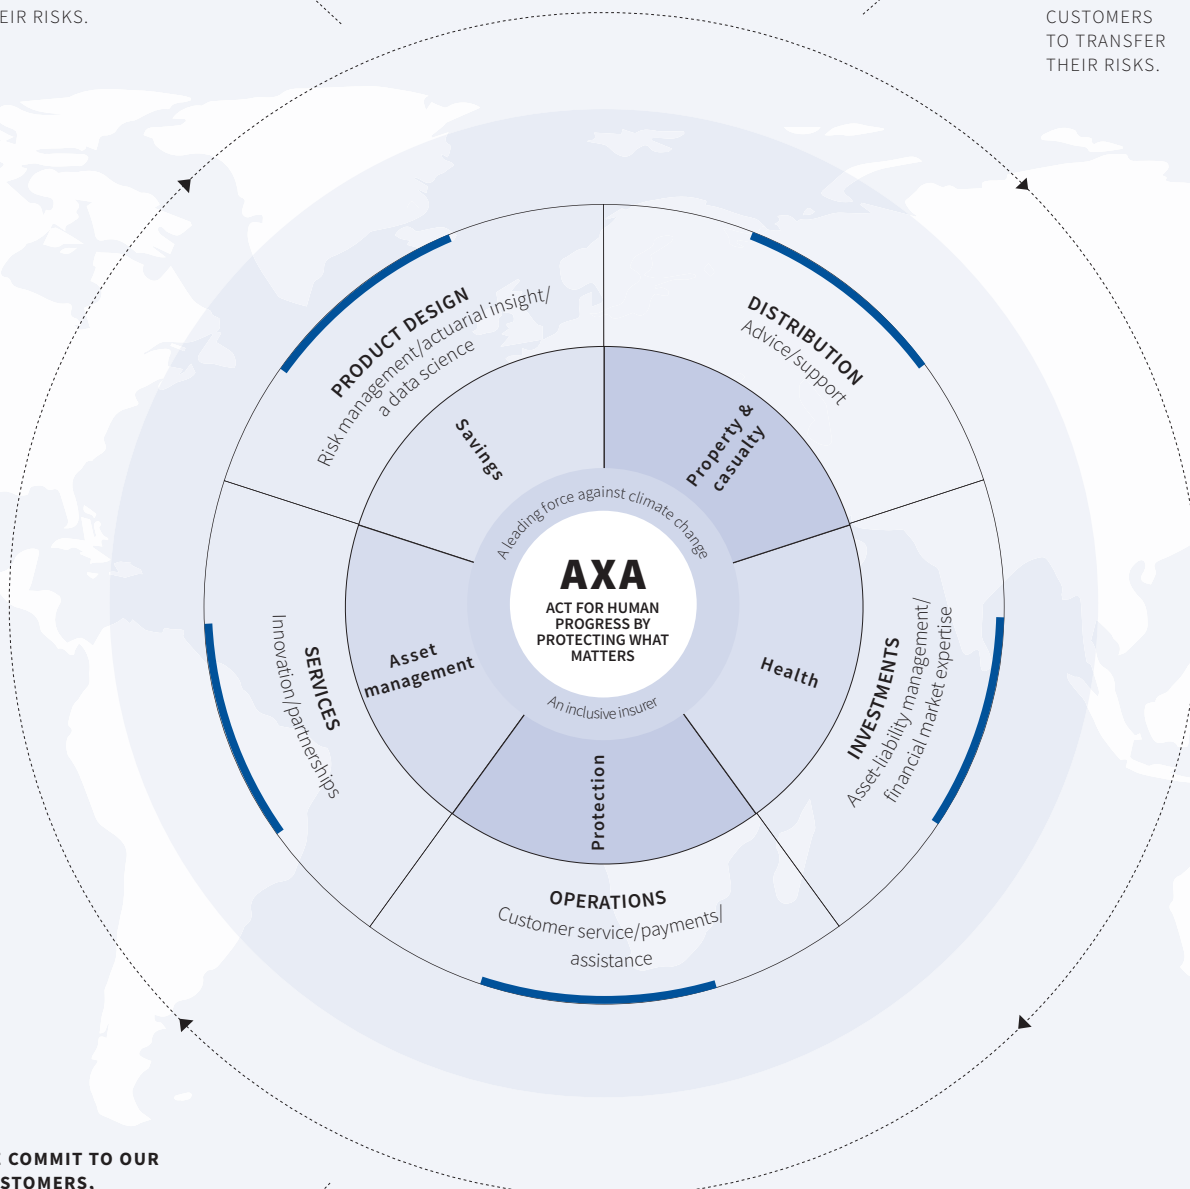 EIR RISKS.
CUSTOMERS
TO TRANSFER
THEIR RISKS.
PRODUCT DESIGN
Risk management/actuarial insight/
a data science
DISTRIBUTION
Advice/support
Savings
Property &
casualty
A leading force against climate change
AXA
ACT FOR HUMAN
PROGRESS BY
PROTECTING WHAT
MATTERS
An inclusive insurer
SERVICES
Innovation/partnerships
Asset
management
Health
INVESTMENTS
Asset-liability management/
financial market expertise
Protection
OPERATIONS
Customer service/payments/
assistance
COMMIT TO OUR
STOMERS,